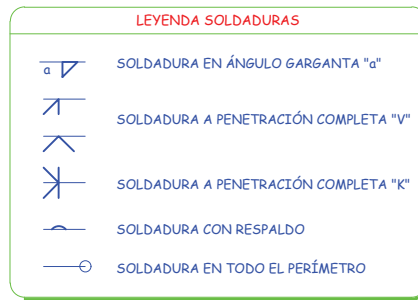 LEYENDA SOLDADURAS
a SOLDADURA EN ÁNGULO GARGANTA "a"
SOLDADURA A PENETRACIÓN COMPLETA "V"
SOLDADURA A PENETRACIÓN COMPLETA "K"
SOLDADURA CON RESPALDO
SOLDADURA EN TODO EL PERÍMETRO